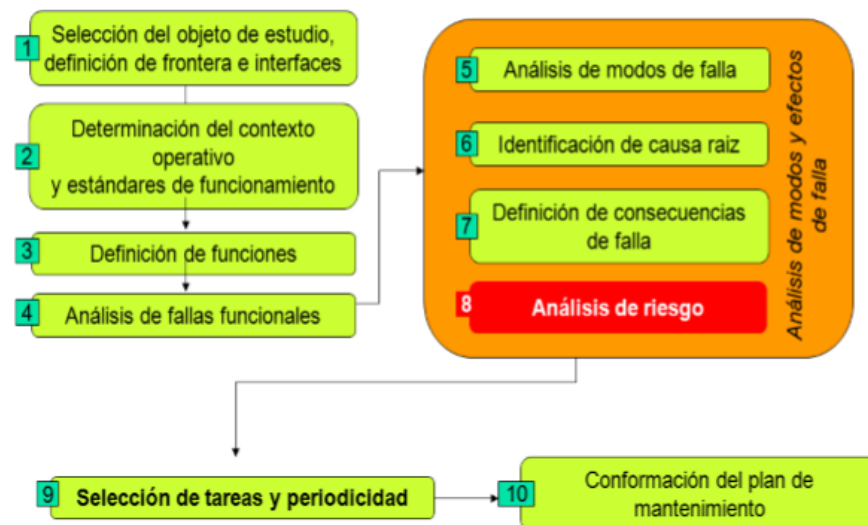 1
Selección del objeto de estudio,
definición de frontera e interfaces
2
Determinación del contexto
operativo
y estándares de funcionamiento
3
Definición de funciones
4
Análisis de fallas funcionales
5
Análisis de modos de falla
6
Identificación de causa raiz
7
Definición de consecuencias
de falla
8
Análisis de riesgo
Análisis de modos y efectos
de falla
9
Selección de tareas y periodicidad
10
Conformación del plan de
mantenimiento